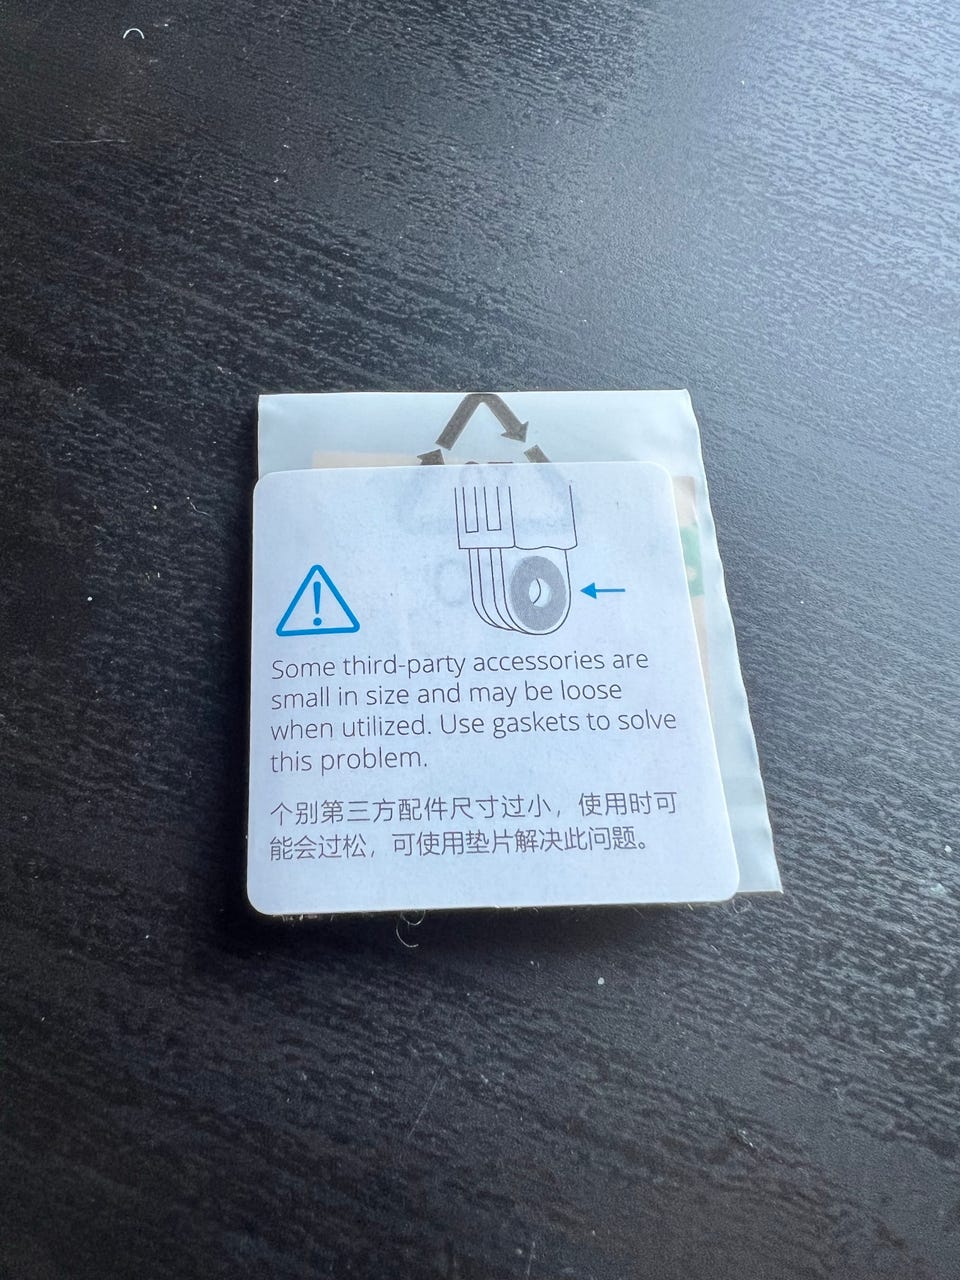 Some third-party accessories are
small in size and may be loose
when utilized. Use gaskets to solve
this problem.
个别第三方配件尺寸过小，使用时可
能会过松，可使用垫片解决此问题。